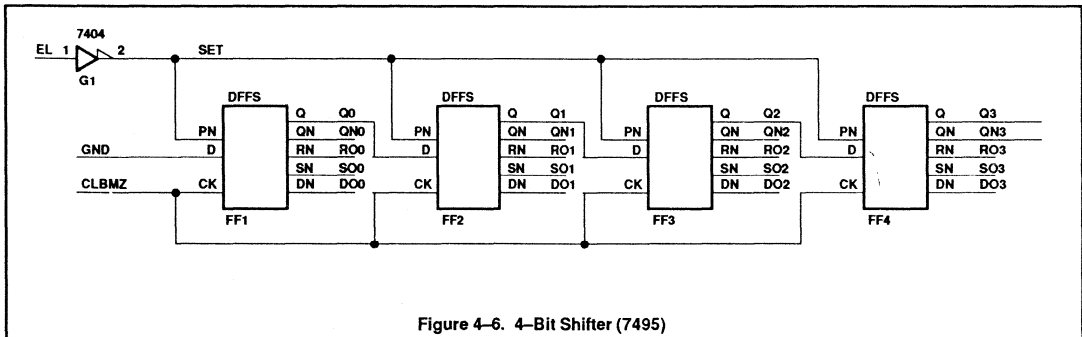 7404
EL 1 2 SET
G1
DFFS DFFS DFFS DFFS
Q Q0 Q Q1 Q Q2 Q Q3
PN QN QN0 PN QN QN1 PN QN QN2 PN QN QN3
GND D RN RO0 D RN RO1 D RN RO2 D RN RO3
SN SO0 SN SO1 SN SO2 SN SO3
CLBMZ CK DN DO0 CK DN DO1 CK DN DO2 CK DN DO3
FF1 FF2 FF3 FF4
Figure 4–6. 4–Bit Shifter (7495)